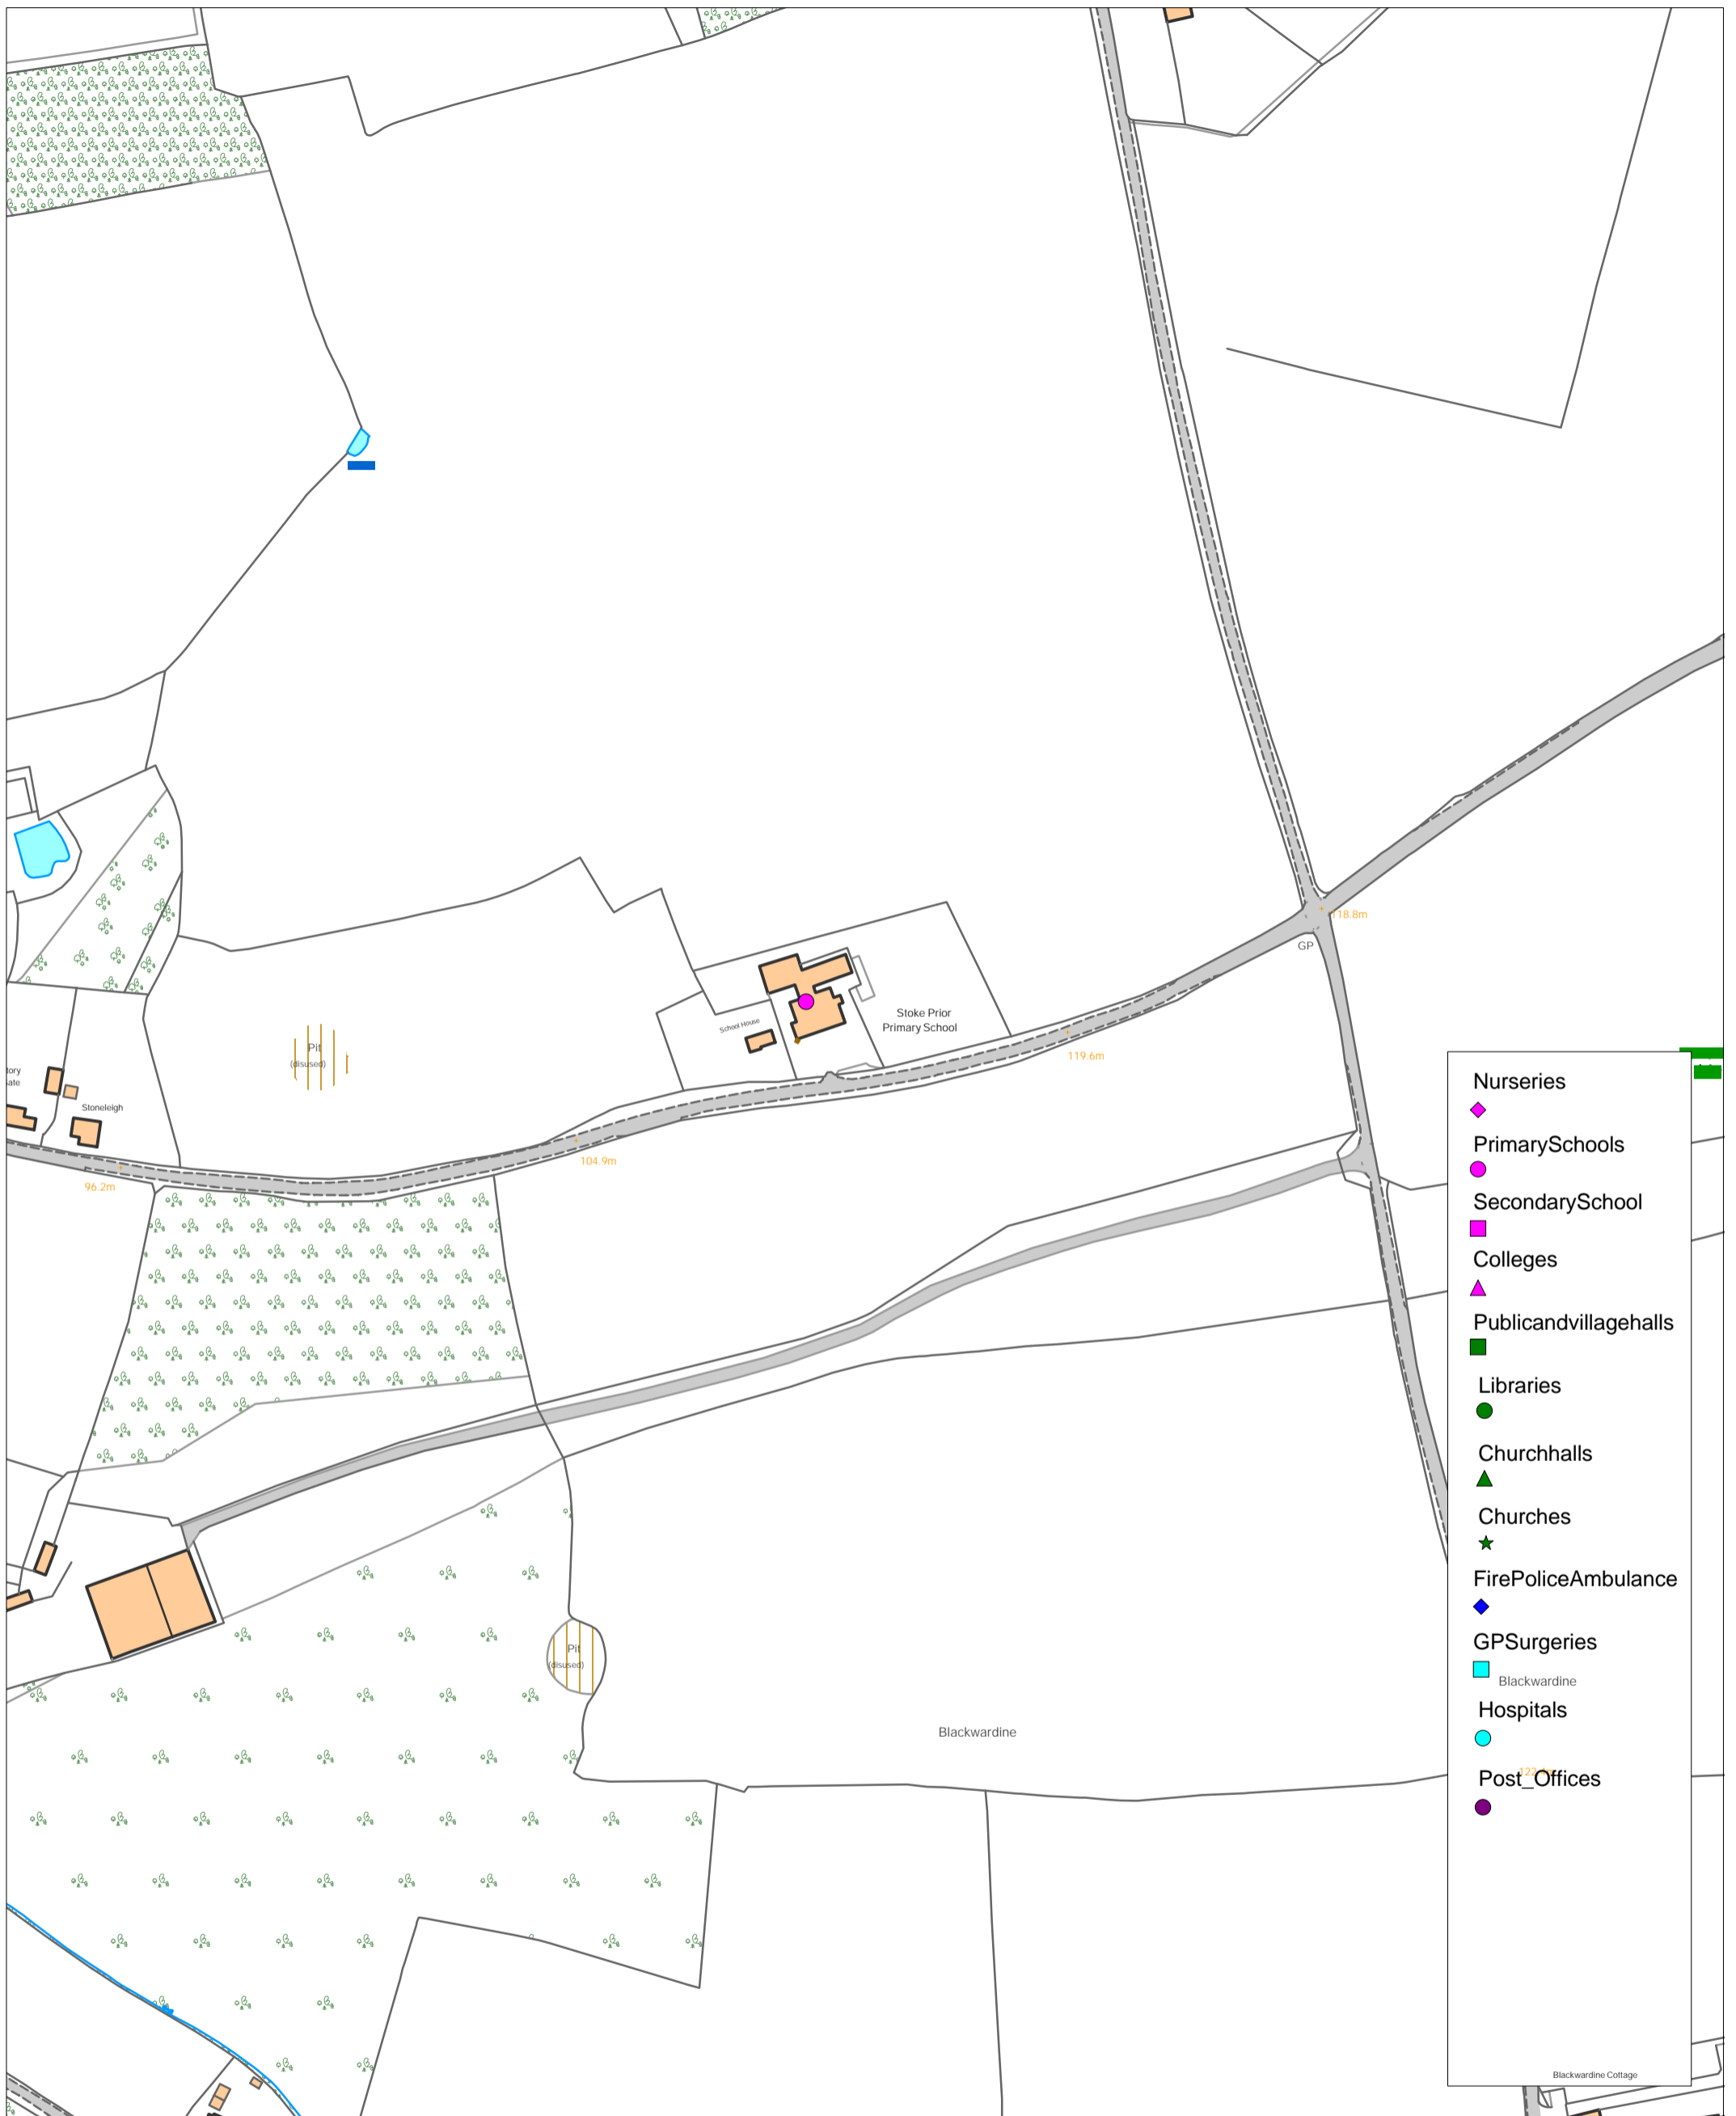 118.8m
GP
Stoke Prior
Primary School
School House
Pit
(disused)
119.6m
Stoneleigh
104.9m
96.2m
Nurseries
PrimarySchools
SecondarySchool
Colleges
Publicandvillagehalls
Libraries
Churchhalls
Churches
FirePoliceAmbulance
GPSurgeries
Blackwardine
Hospitals
Post_Offices
Pit
(disused)
Blackwardine
Blackwardine Cottage